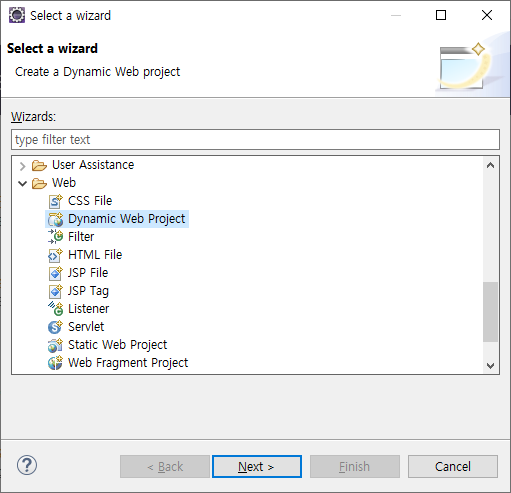 Select a wizard
Select a wizard
Create a Dynamic Web project
Wizards:
type filter text
User Assistance
Web
CSS File
Dynamic Web Project
Filter
HTML File
JSP File
JSP Tag
Listener
Servlet
Static Web Project
Web Fragment Project
? < Back Next > Finish Cancel